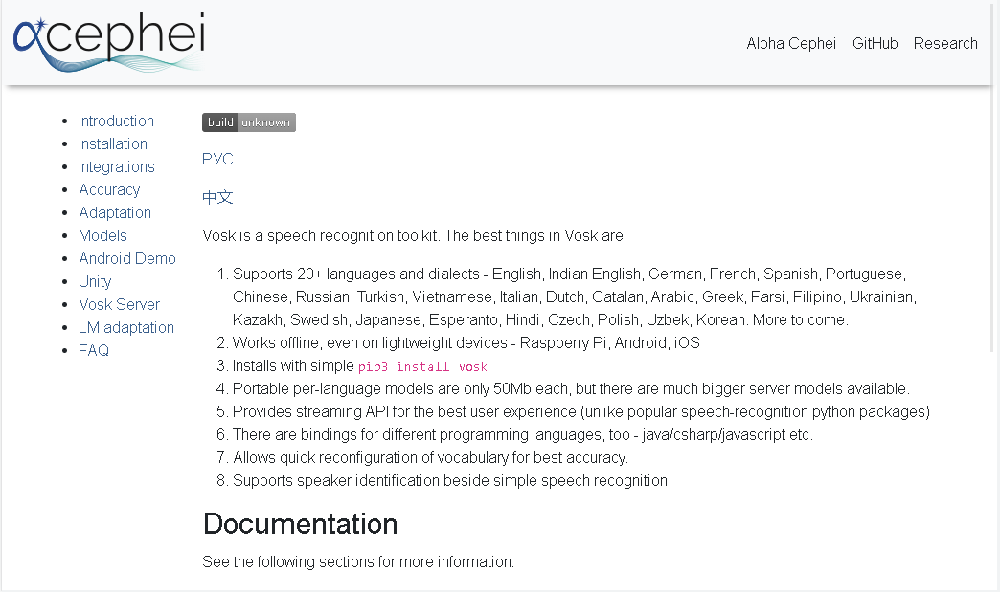 αcephei
Alpha Cephei GitHub Research
Introduction
Installation
Integrations
Accuracy
Adaptation
Models
Android Demo
Unity
Vosk Server
LM adaptation
FAQ
build unknown
РУС
中文
Vosk is a speech recognition toolkit. The best things in Vosk are:
1. Supports 20+ languages and dialects - English, Indian English, German, French, Spanish, Portuguese,
Chinese, Russian, Turkish, Vietnamese, Italian, Dutch, Catalan, Arabic, Greek, Farsi, Filipino, Ukrainian,
Kazakh, Swedish, Japanese, Esperanto, Hindi, Czech, Polish, Uzbek, Korean. More to come.
2. Works offline, even on lightweight devices - Raspberry Pi, Android, iOS
3. Installs with simple pip3 install vosk
4. Portable per-language models are only 50Mb each, but there are much bigger server models available.
5. Provides streaming API for the best user experience (unlike popular speech-recognition python packages)
6. There are bindings for different programming languages, too - java/csharp/javascript etc.
7. Allows quick reconfiguration of vocabulary for best accuracy.
8. Supports speaker identification beside simple speech recognition.
Documentation
See the following sections for more information: